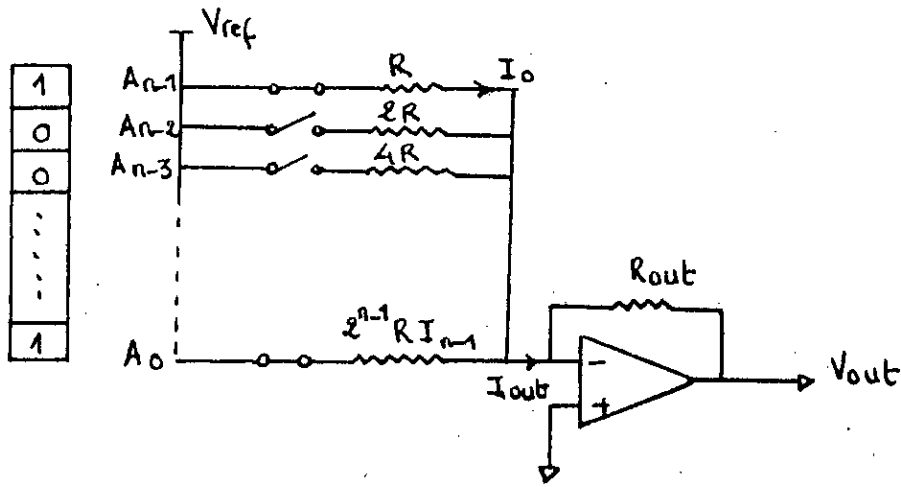 Vref
1 An-1 R I0
0 An-2 2R
0 An-3 4R
Rout
1 A0 2^{n-1} R In-1
Iout - Vout
+